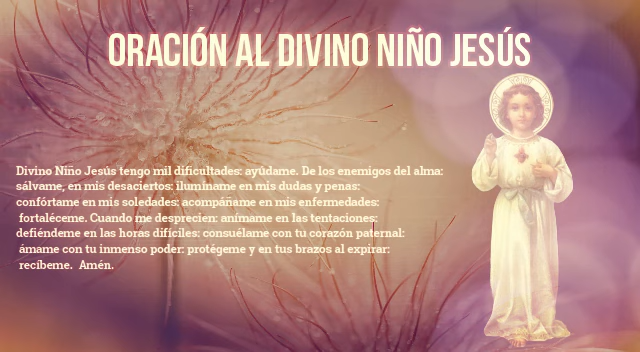 ORACIÓN AL DIVINO NIÑO JESÚS
Divino Niño Jesús tengo mil dificultades: ayúdame. De los enemigos del alma:
sálvame, en mis desaciertos: ilumíname en mis dudas y penas:
confórtame en mis soledades: acompáñame en mis enfermedades:
fortaléceme. Cuando me desprecien: anímame en las tentaciones:
defiéndeme en las horas difíciles: consuélame con tu corazón paternal:
ámame con tu inmenso poder: protégeme y en tus brazos al expirar:
recíbeme. Amén.